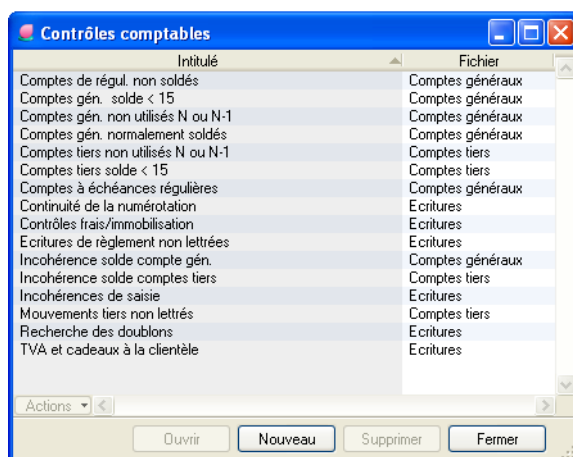 Contrôles comptables
Intitulé Fichier
Comptes de régul. non soldés Comptes généraux
Comptes gén. solde < 15 Comptes généraux
Comptes gén. non utilisés N ou N-1 Comptes généraux
Comptes gén. normalement soldés Comptes généraux
Comptes tiers non utilisés N ou N-1 Comptes tiers
Comptes tiers solde < 15 Comptes tiers
Comptes à échéances régulières Comptes généraux
Continuité de la numérotation Ecritures
Contrôles frais/immobilisation Ecritures
Ecritures de règlement non lettrées Ecritures
Incohérence solde compte gén. Comptes généraux
Incohérence solde comptes tiers Comptes tiers
Incohérences de saisie Ecritures
Mouvements tiers non lettrés Comptes tiers
Recherche des doublons Ecritures
TVA et cadeaux à la clientèle Ecritures
Actions
Ouvrir Nouveau Supprimer Fermer